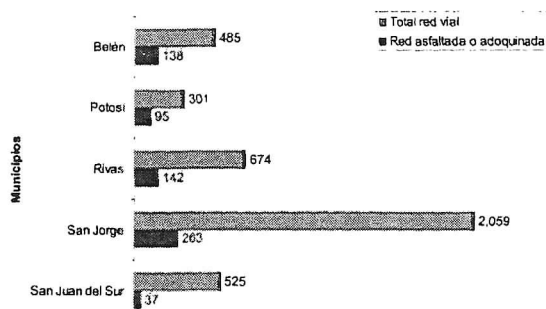 Total red vial
Red asfaltada o adoquinada
Municipios
Belén
485
138
Potosí
301
95
Rivas
674
142
San Jorge
2,059
263
San Juan del Sur
525
37